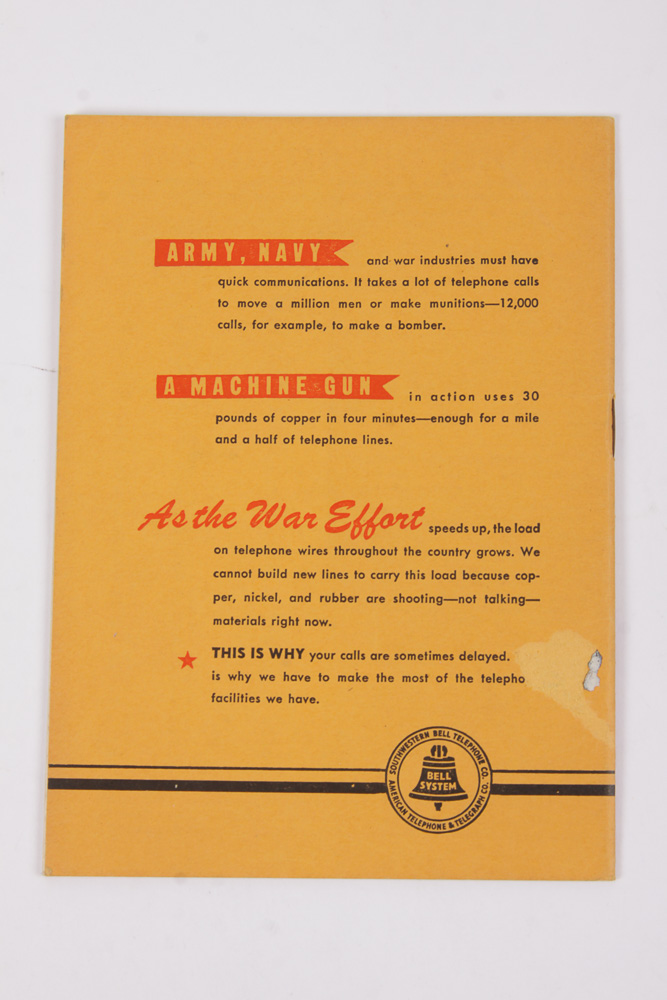 ARMY, NAVY and war industries must have
quick communications. It takes a lot of telephone calls
to move a million men or make munitions—12,000
calls, for example, to make a bomber.
A MACHINE GUN in action uses 30
pounds of copper in four minutes—enough for a mile
and a half of telephone lines.
As the War Effort speeds up, the load
on telephone wires throughout the country grows. We
cannot build new lines to carry this load because cop-
per, nickel, and rubber are shooting—not talking—
materials right now.
THIS IS WHY your calls are sometimes delayed.
is why we have to make the most of the telepho
facilities we have.
SOUTHWESTERN BELL TELEPHONE CO.
BELL
SYSTEM
AMERICAN TELEPHONE & TELEGRAPH CO.